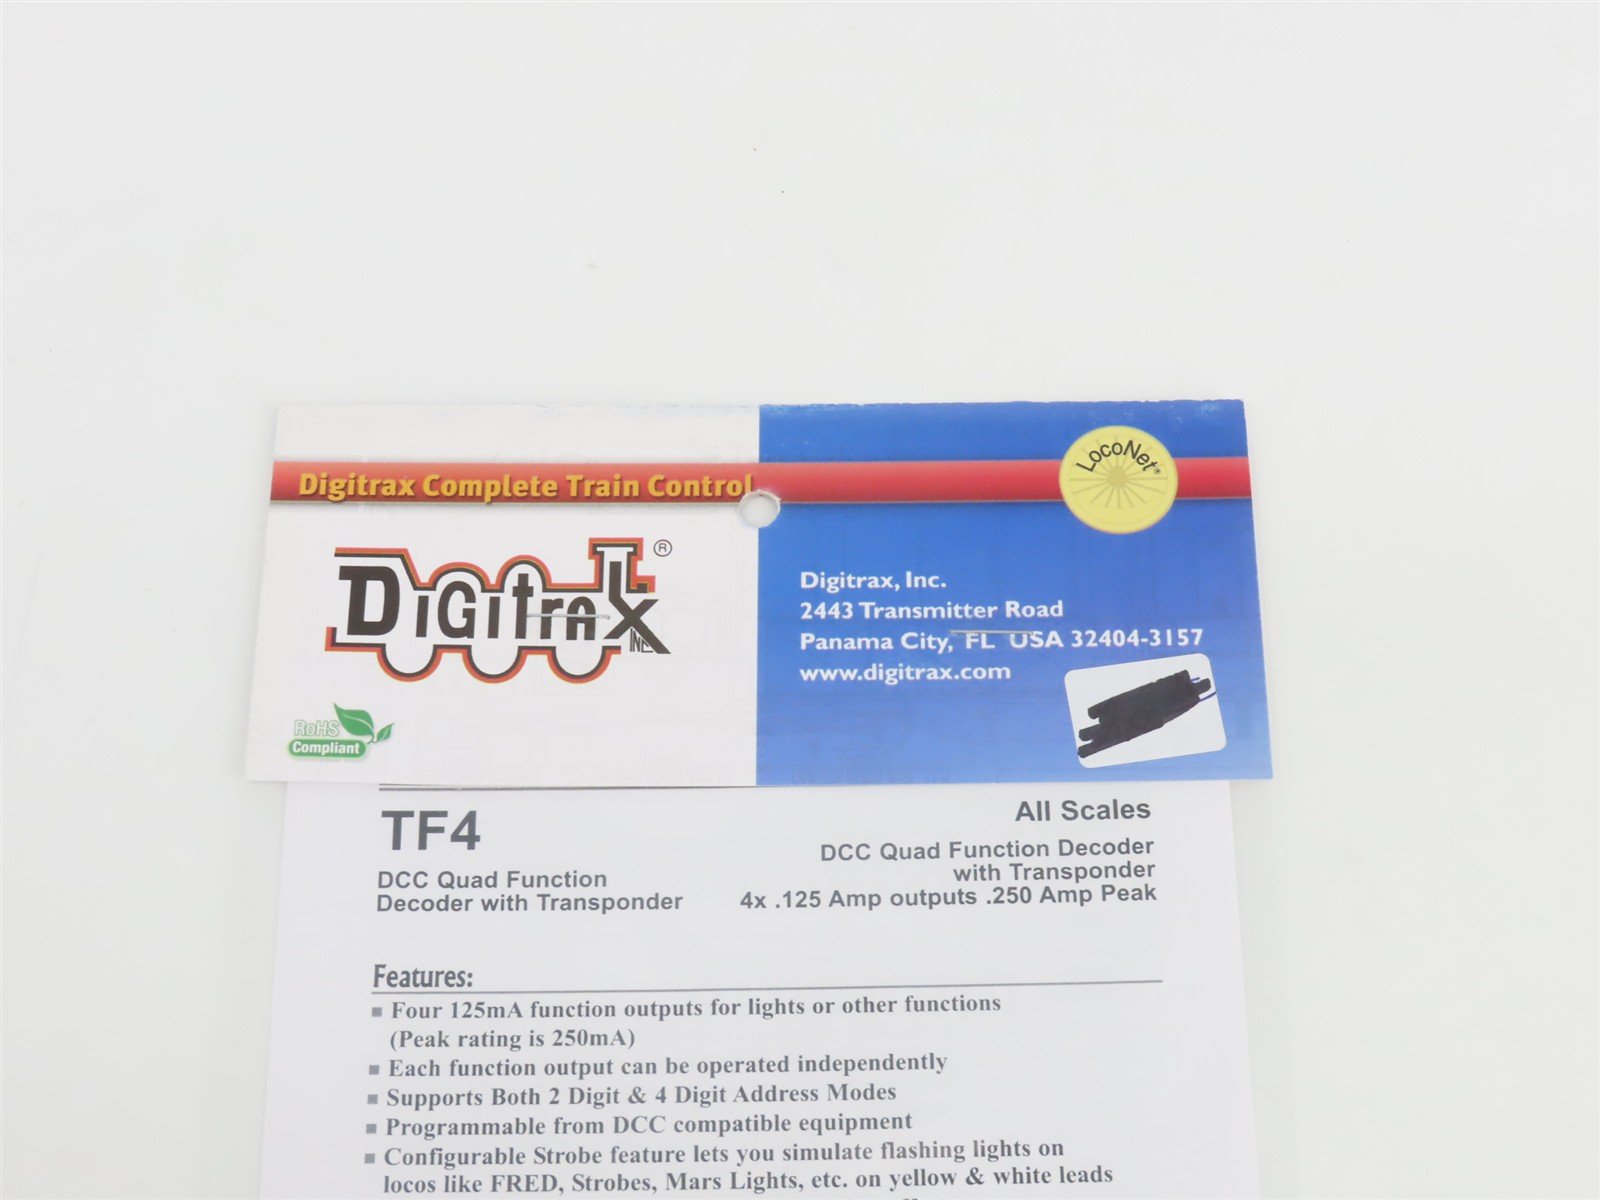 Digitrax Complete Train Control
LocoNet®
DiGitrax ®
INC.
Digitrax, Inc.
2443 Transmitter Road
Panama City, FL USA 32404-3157
www.digitrax.com
RoHS
Compliant
TF4
DCC Quad Function
Decoder with Transponder
All Scales
DCC Quad Function Decoder
with Transponder
4x .125 Amp outputs .250 Amp Peak
Features:
Four 125mA function outputs for lights or other functions
(Peak rating is 250mA)
Each function output can be operated independently
Supports Both 2 Digit & 4 Digit Address Modes
Programmable from DCC compatible equipment
Configurable Strobe feature lets you simulate flashing lights on
locos like FRED, Strobes, Mars Lights, etc. on yellow & white leads